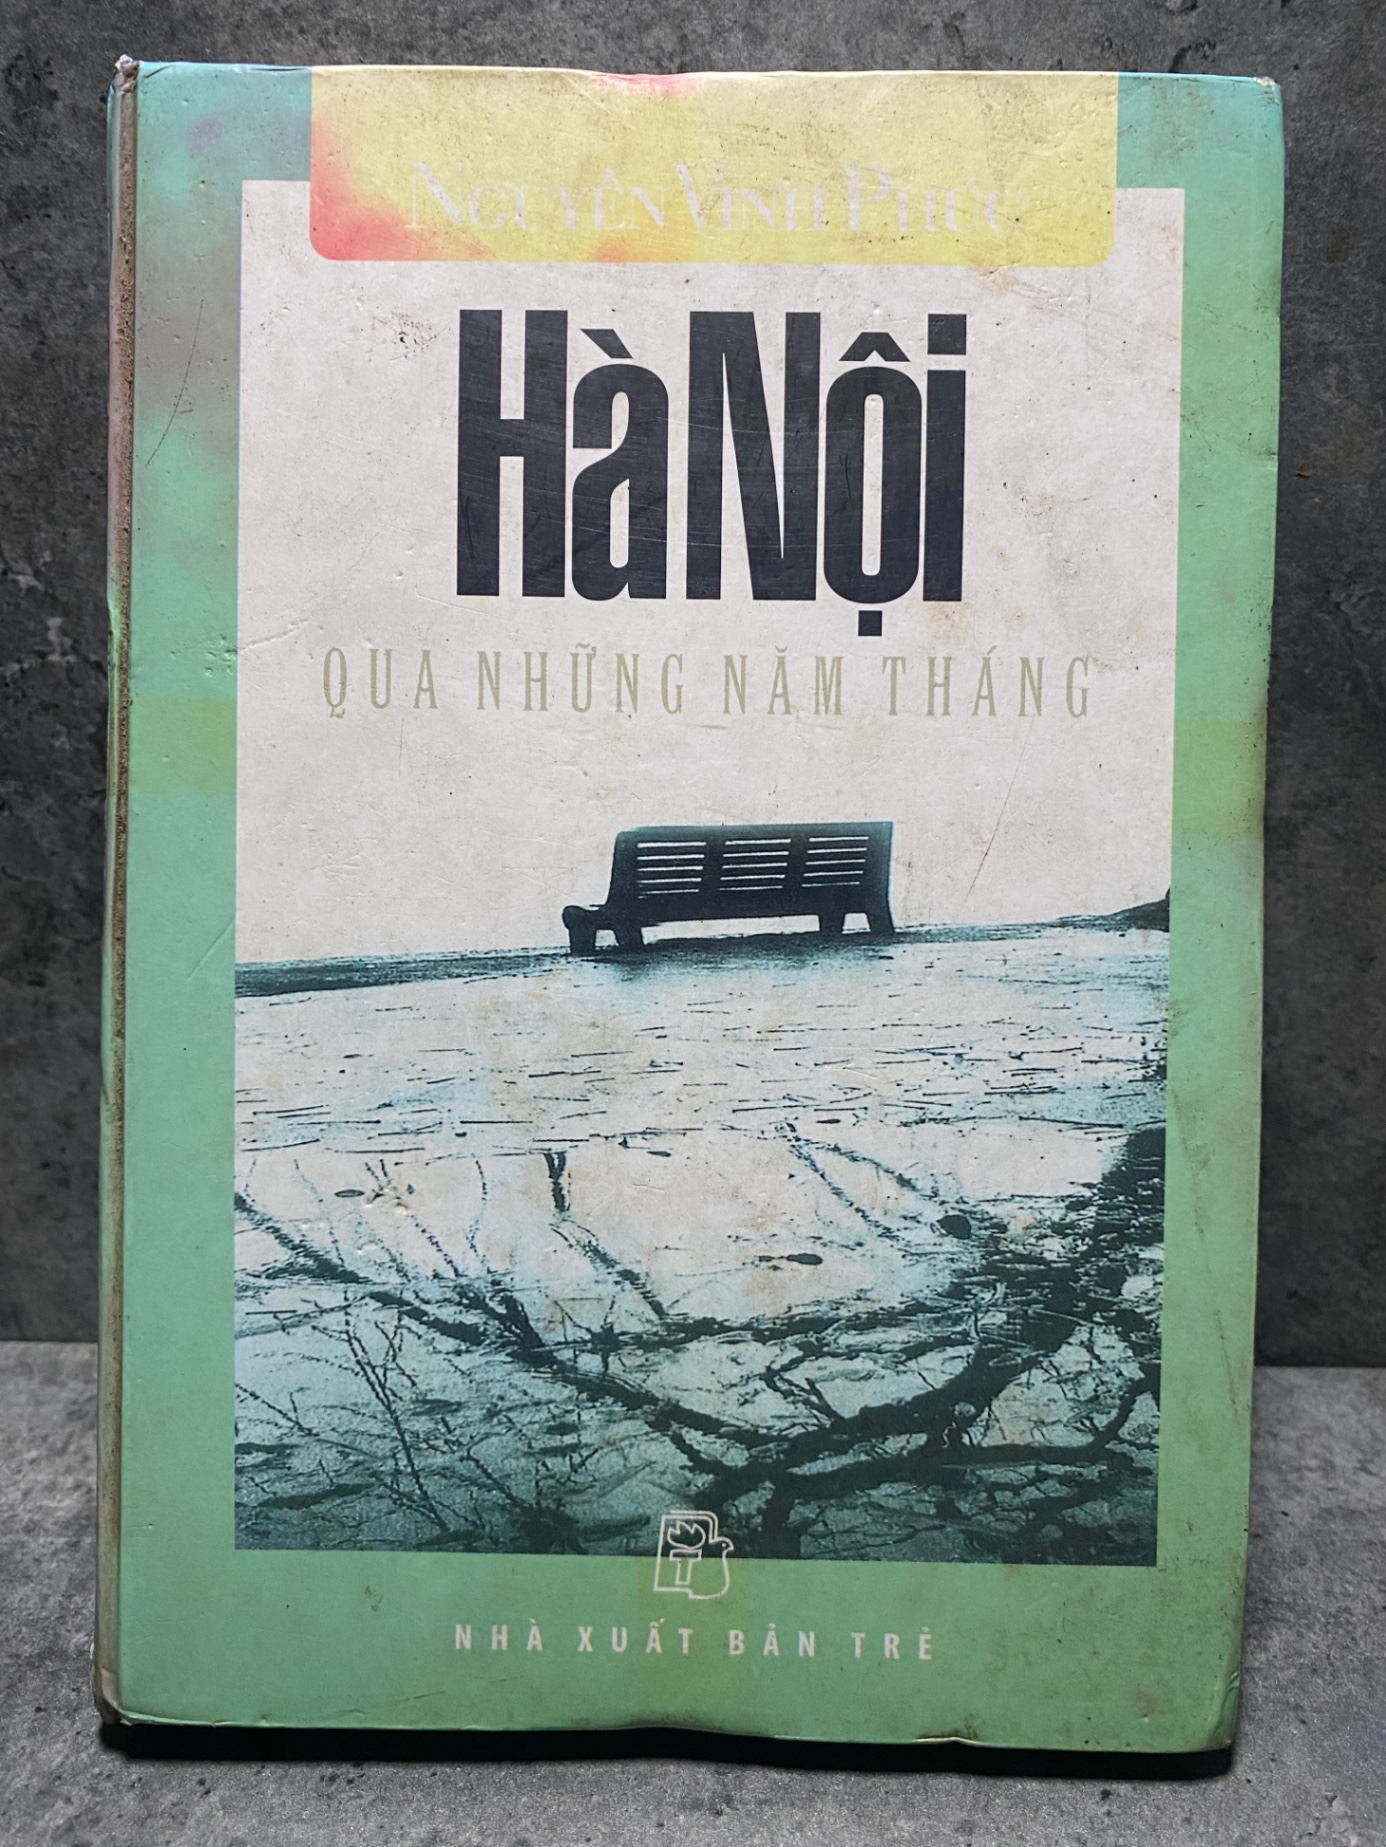 NGUYỄN VINH PHÚC
Hà Nội
QUA NHỮNG NĂM THÁNG
T
NHÀ XUẤT BẢN TRẺ